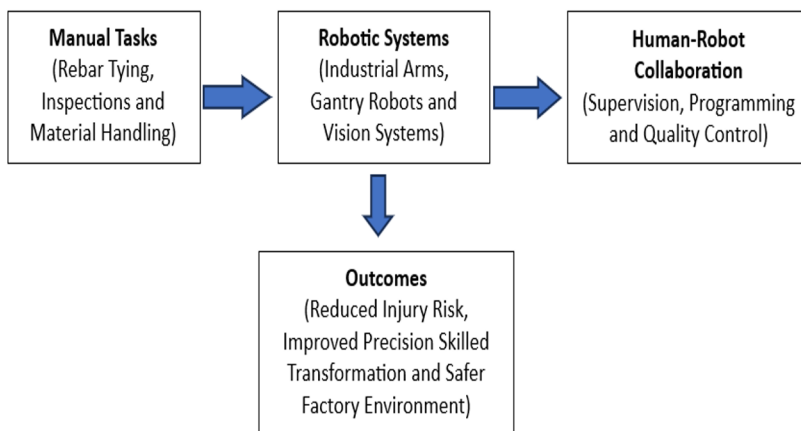 Manual Tasks
(Rebar Tying,
Inspections and
Material Handling)
Robotic Systems
(Industrial Arms,
Gantry Robots and
Vision Systems)
Human-Robot
Collaboration
(Supervision, Programming
and Quality Control)
Outcomes
(Reduced Injury Risk,
Improved Precision Skilled
Transformation and Safer
Factory Environment)